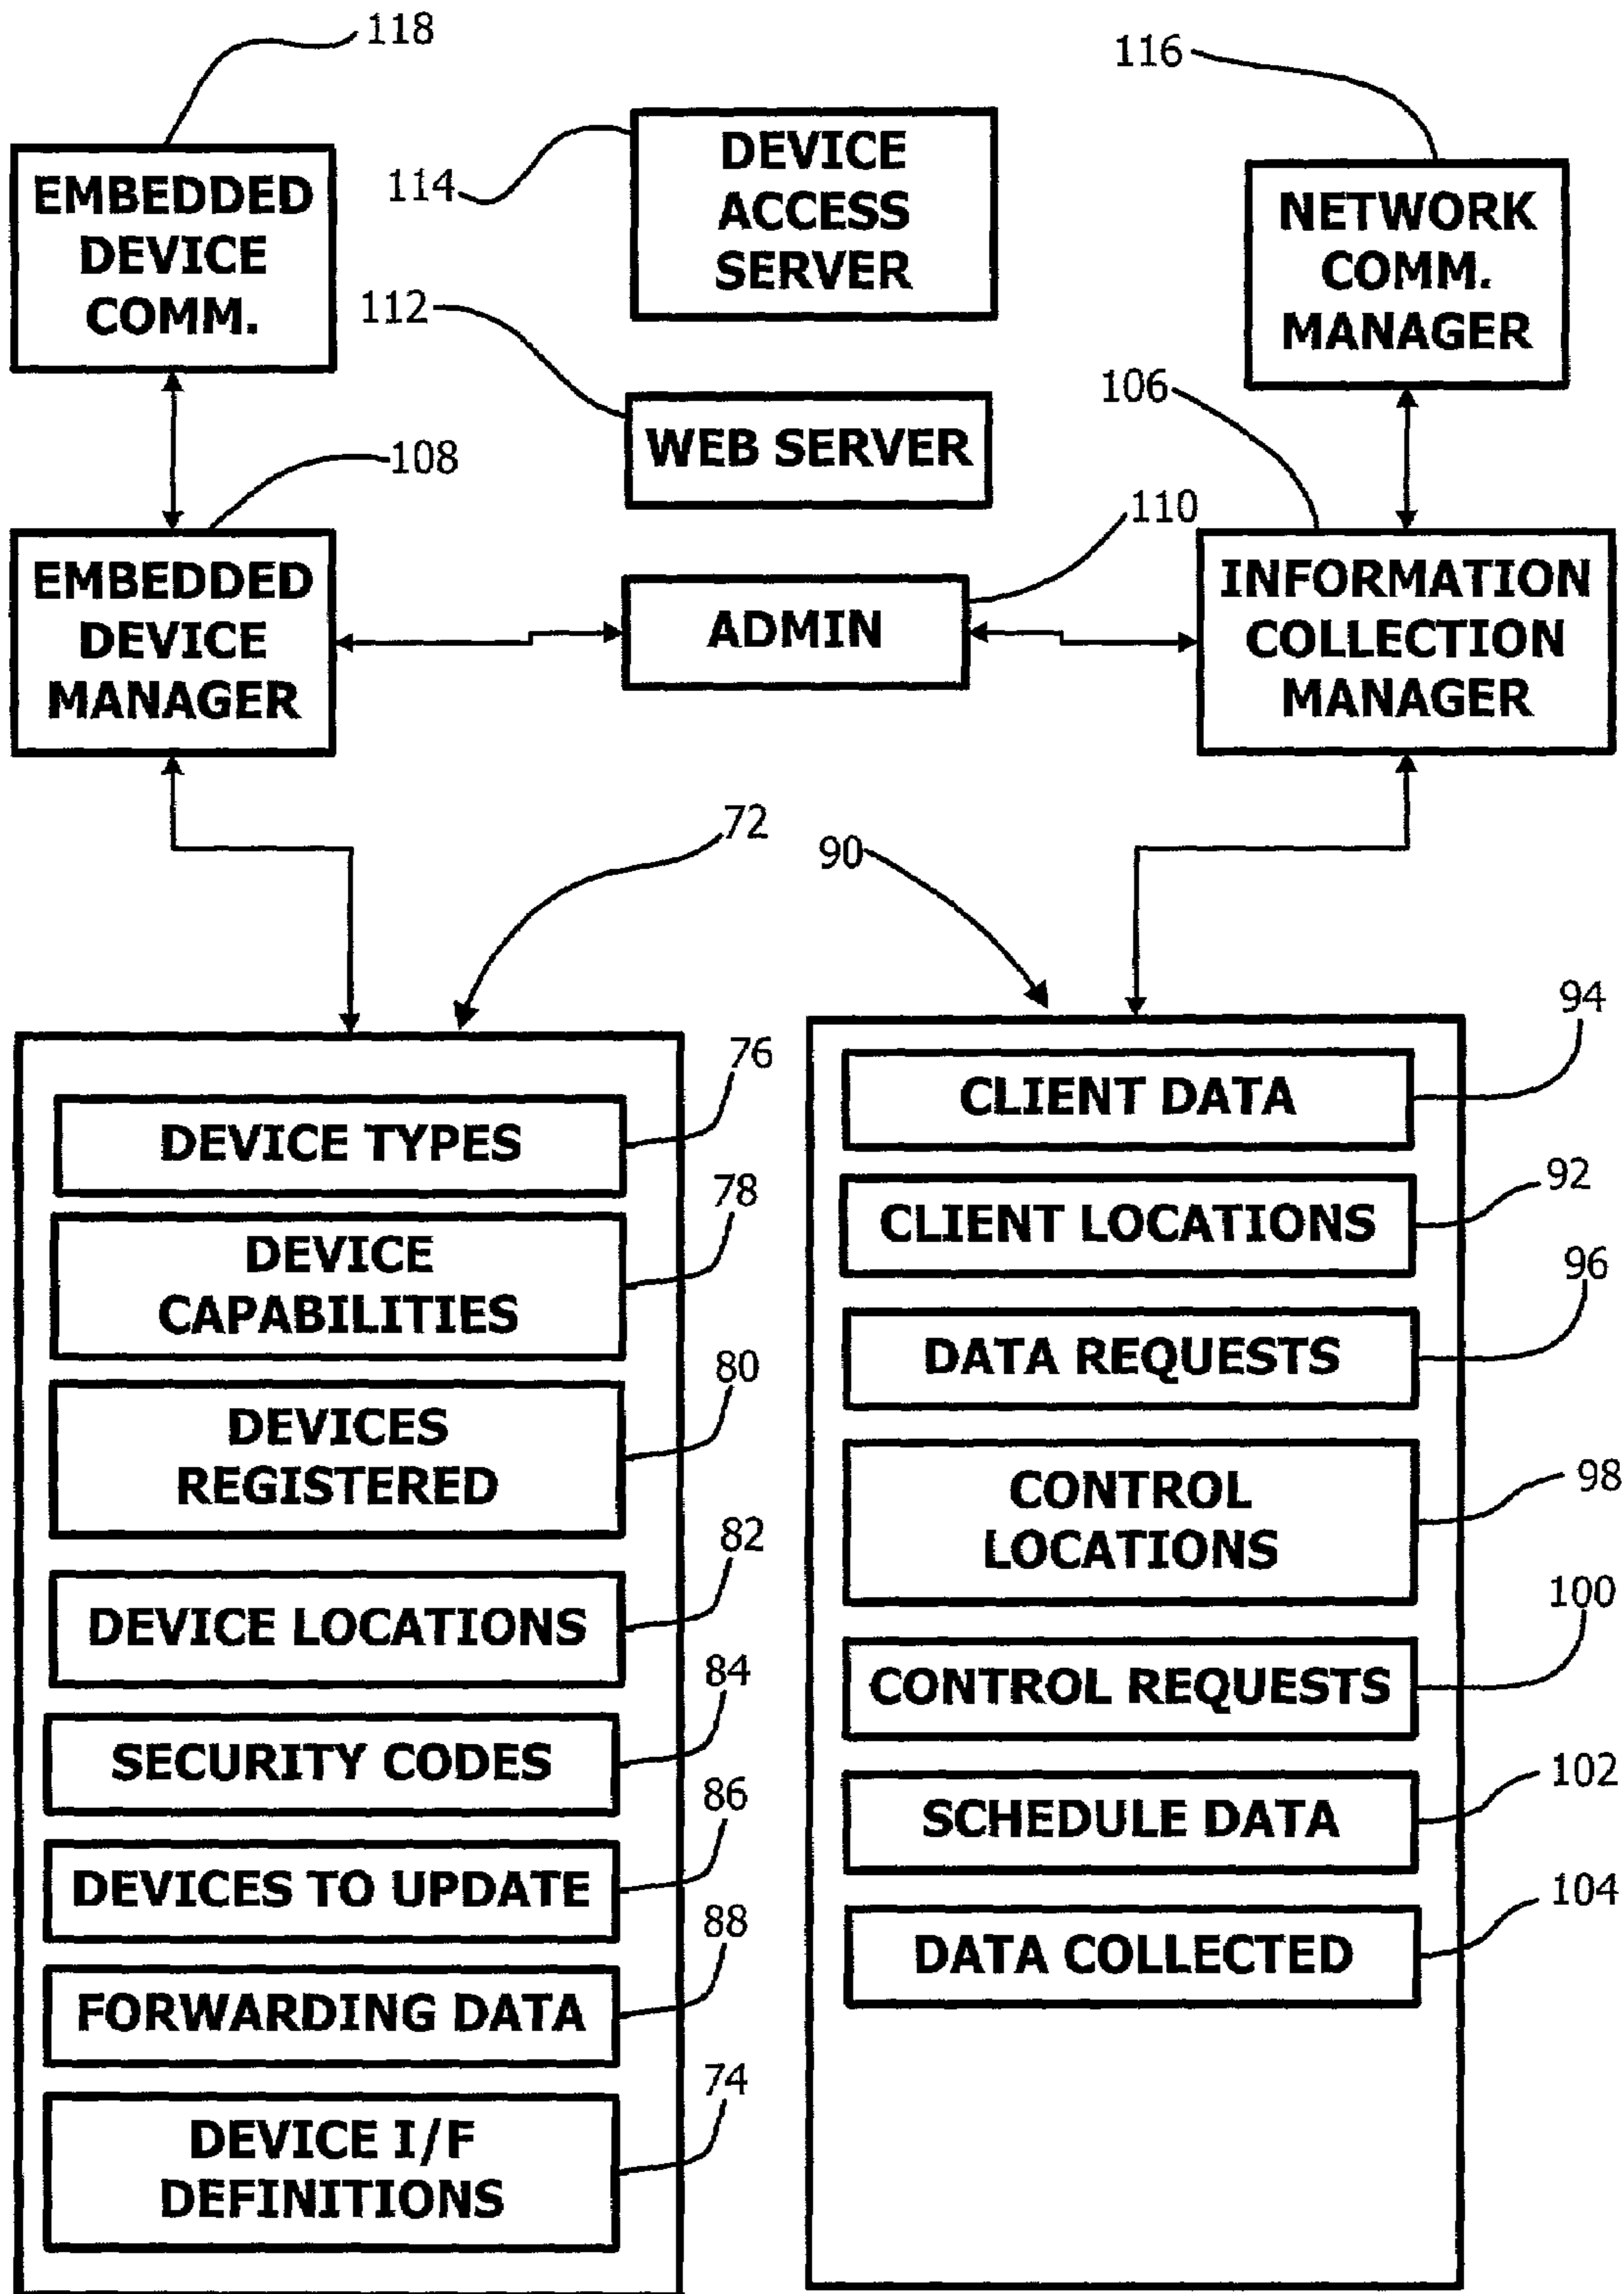 118
116
EMBEDDED
DEVICE
COMM.
114
DEVICE
ACCESS
SERVER
NETWORK
COMM.
MANAGER
112
WEB SERVER
106
108
110
EMBEDDED
DEVICE
MANAGER
ADMIN
INFORMATION
COLLECTION
MANAGER
72
90
76
DEVICE TYPES
78
DEVICE
CAPABILITIES
80
DEVICES
REGISTERED
82
DEVICE LOCATIONS
84
SECURITY CODES
86
DEVICES TO UPDATE
88
FORWARDING DATA
74
DEVICE I/F
DEFINITIONS
94
CLIENT DATA
92
CLIENT LOCATIONS
96
DATA REQUESTS
98
CONTROL
LOCATIONS
100
CONTROL REQUESTS
102
SCHEDULE DATA
104
DATA COLLECTED